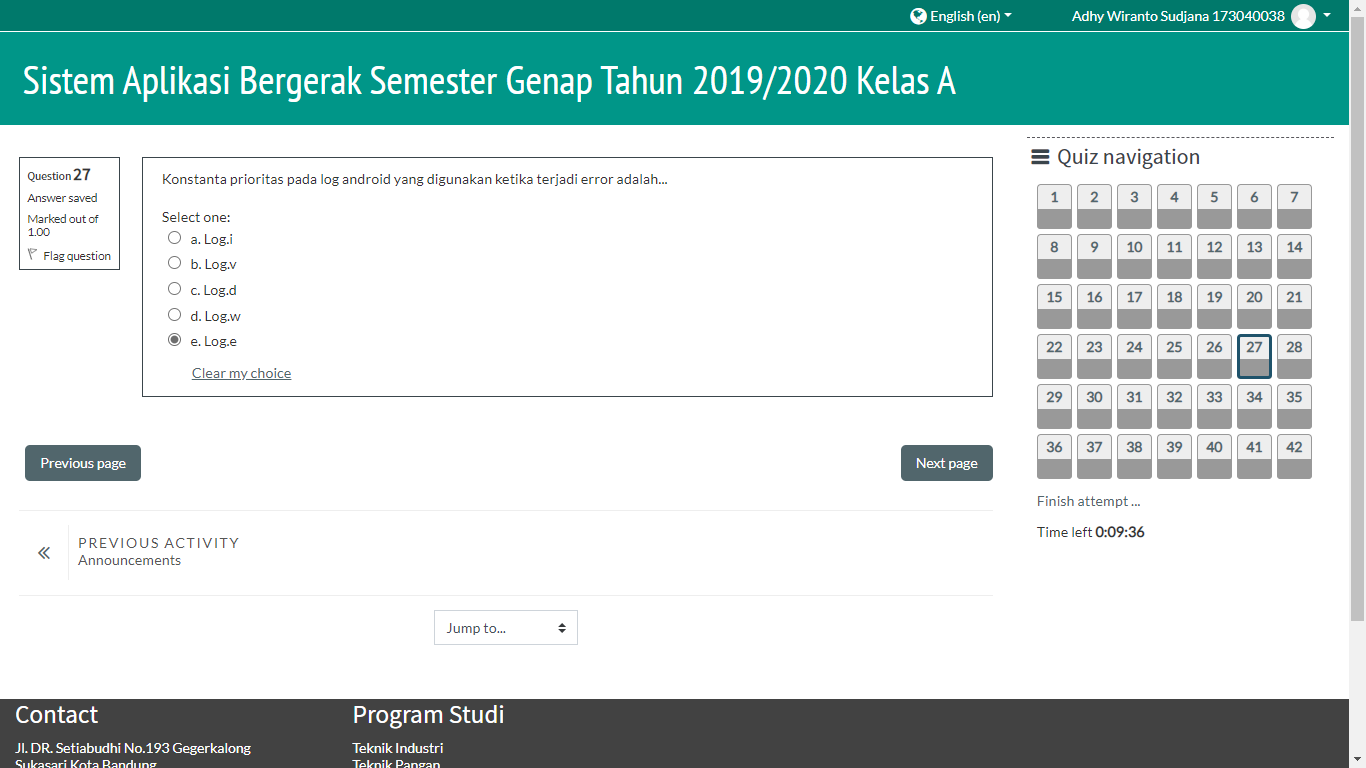 English (en)
Adhy Wiranto Sudjana 173040038
Sistem Aplikasi Bergerak Semester Genap Tahun 2019/2020 Kelas A
Question 27
Answer saved
Marked out of
1.00
Flag question
Konstanta prioritas pada log android yang digunakan ketika terjadi error adalah...
Select one:
a. Log.i
b. Log.v
c. Log.d
d. Log.w
e. Log.e
Clear my choice
Previous page
Next page
PREVIOUS ACTIVITY
Announcements
Jump to...
Quiz navigation
1 2 3 4 5 6 7
8 9 10 11 12 13 14
15 16 17 18 19 20 21
22 23 24 25 26 27 28
29 30 31 32 33 34 35
36 37 38 39 40 41 42
Finish attempt ...
Time left 0:09:36
Contact
Jl. DR. Setiabudhi No.193 Gegerkalong
Sukasari Kota Bandung
Program Studi
Teknik Industri
Teknik Pangan